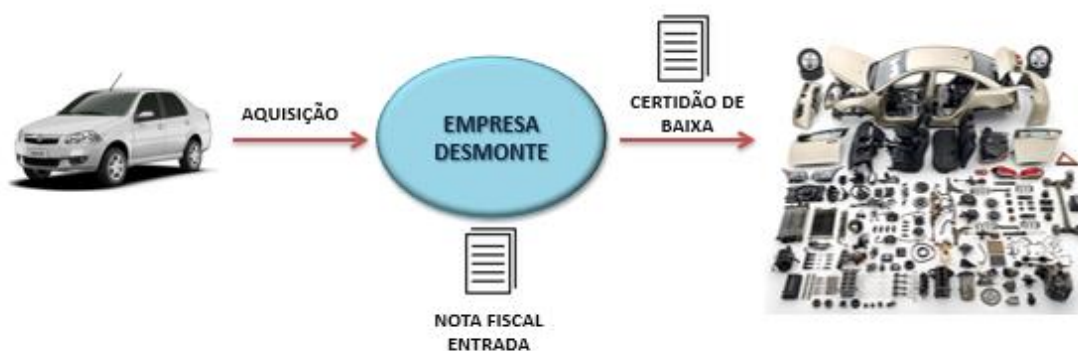 AQUISIÇÃO
EMPRESA
DESMONTE
CERTIDÃO DE
BAIXA
NOTA FISCAL
ENTRADA